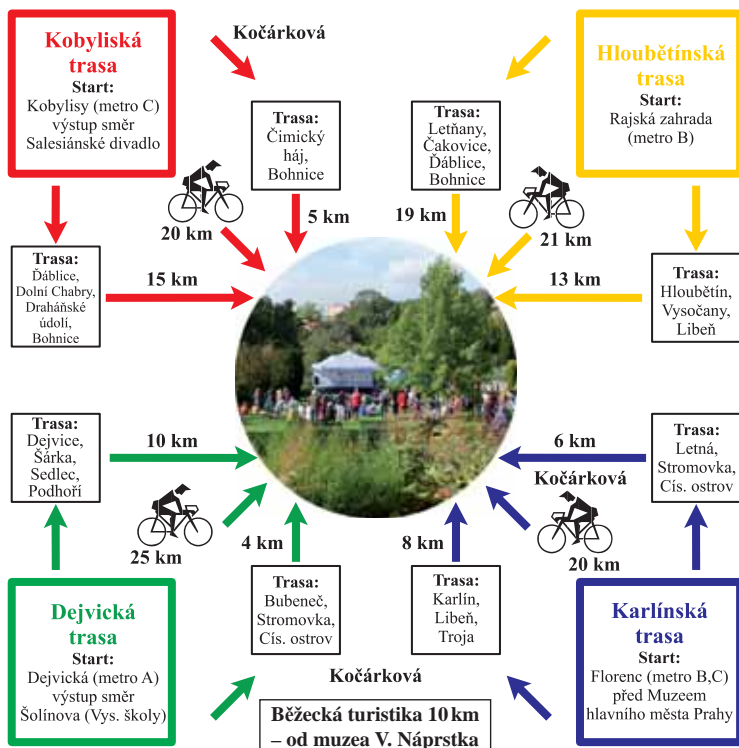 Kobyliská
trasa
Start:
Kobylisy (metro C)
výstup směr
Salesiánské divadlo
Kočárková
Hloubětínská
trasa
Start:
Rajská zahrada
(metro B)
Trasa:
Čimický
háj,
Bohnice
Trasa:
Letňany,
Čakovice,
Ďáblice,
Bohnice
20 km
5 km
19 km
21 km
Trasa:
Ďáblice,
Dolní Chabry,
Draháňské
údolí,
Bohnice
15 km
13 km
Trasa:
Hloubětín,
Vysočany,
Libeň
Trasa:
Dejvice,
Šárka,
Sedlec,
Podhoří
10 km
6 km
Trasa:
Letná,
Stromovka,
Cís. ostrov
Kočárková
25 km
4 km
8 km
20 km
Trasa:
Bubeneč,
Stromovka,
Cís. ostrov
Trasa:
Karlín,
Libeň,
Troja
Dejvická
trasa
Start:
Dejvická (metro A)
výstup směr
Šolínova (Vys. školy)
Karlínská
trasa
Start:
Florenc (metro B,C)
před Muzeem
hlavního města Prahy
Kočárková
Běžecká turistika 10 km
– od muzea V. Náprstka